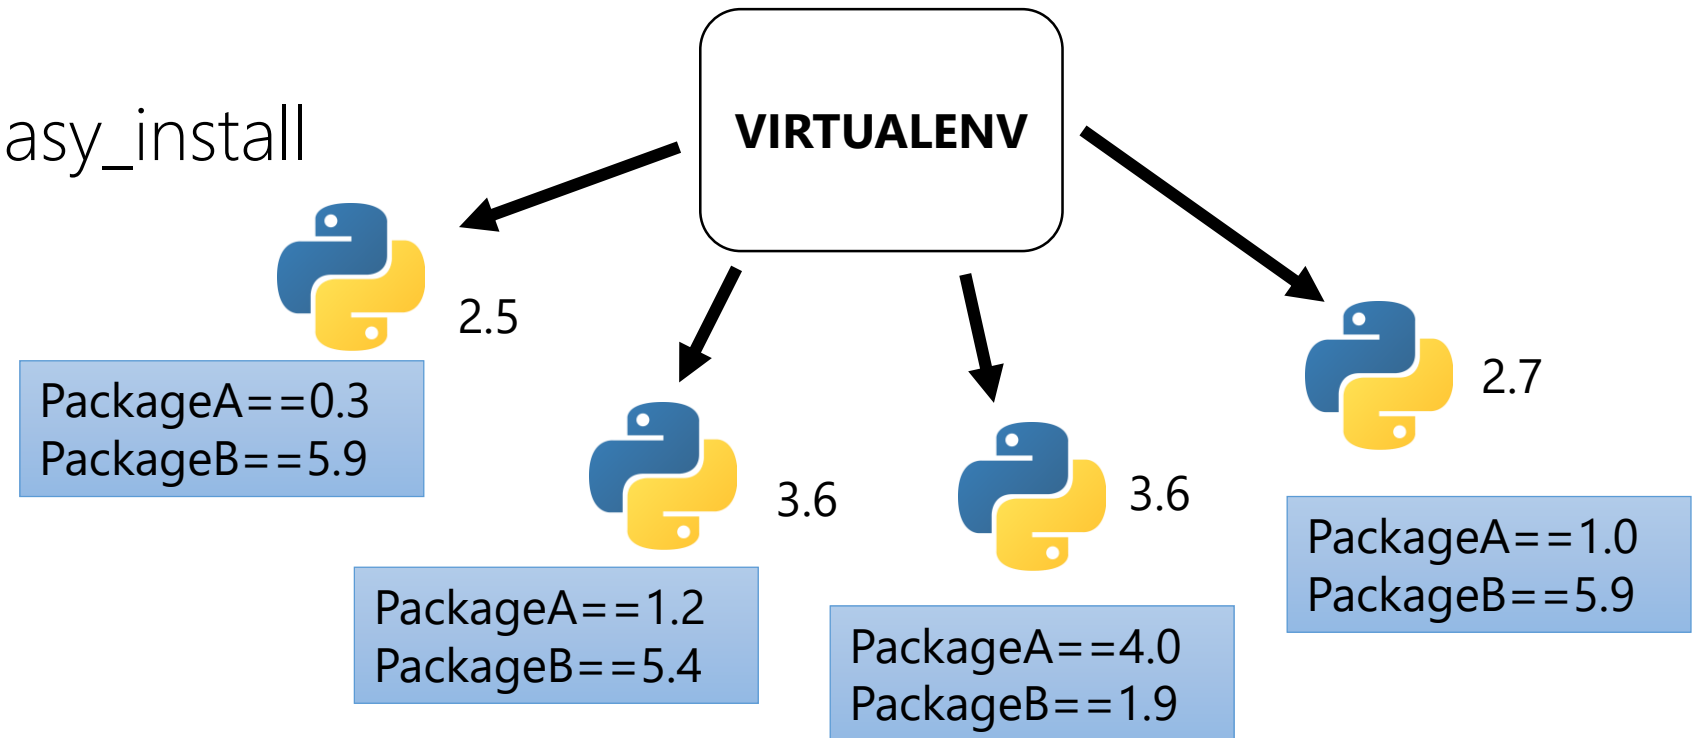 VIRTUALENV
asy_install
2.5
PackageA==0.3
PackageB==5.9
3.6
PackageA==1.2
PackageB==5.4
3.6
PackageA==4.0
PackageB==1.9
2.7
PackageA==1.0
PackageB==5.9